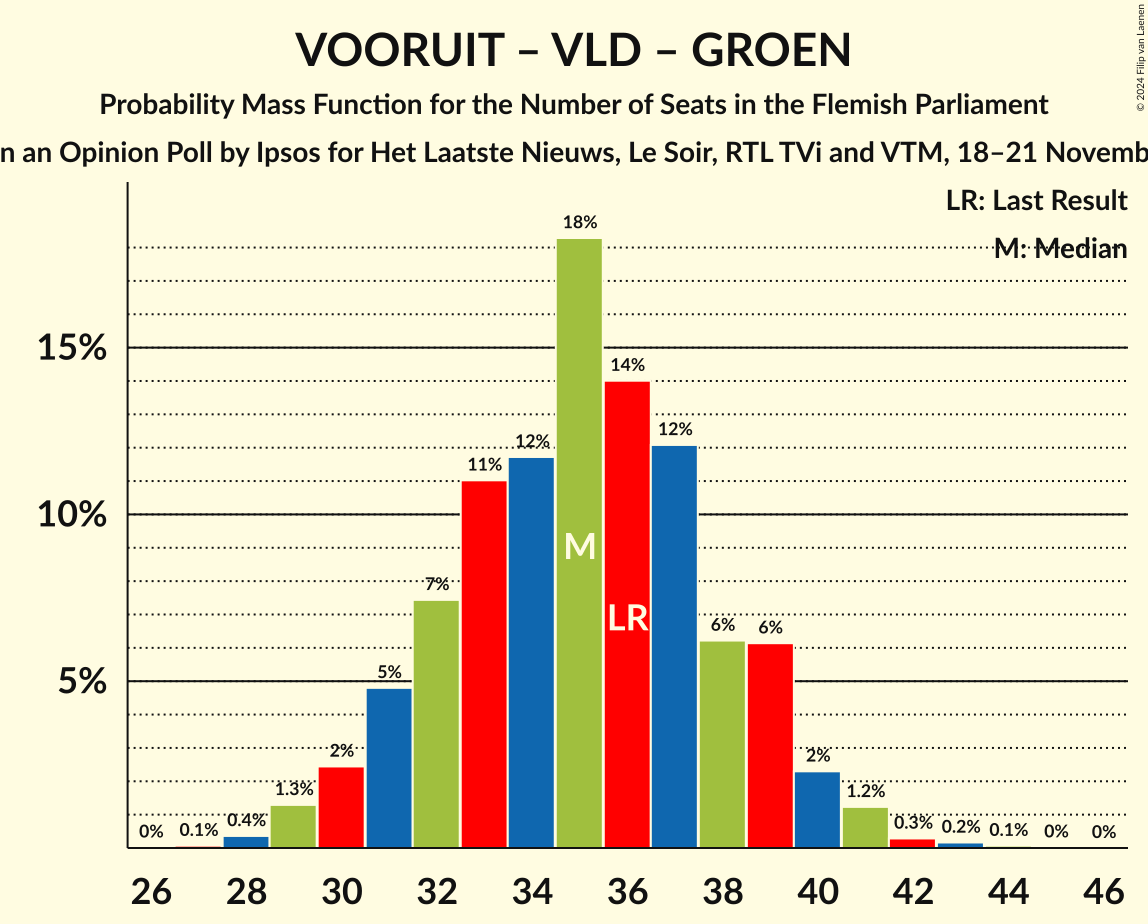 VOORUIT – VLD – GROEN
Probability Mass Function for the Number of Seats in the Flemish Parliament
n an Opinion Poll by Ipsos for Het Laatste Nieuws, Le Soir, RTL TVi and VTM, 18–21 Novemb
© 2024 Filip van Laenen
LR: Last Result
M: Median
18%
15%
14%
12%
12%
11%
10%
M
7%
LR
6%
6%
5%
5%
2%
2%
1.3%
1.2%
0%
0.1%
0.4%
0.3%
0.2%
0.1%
0%
0%
26 28 30 32 34 36 38 40 42 44 46